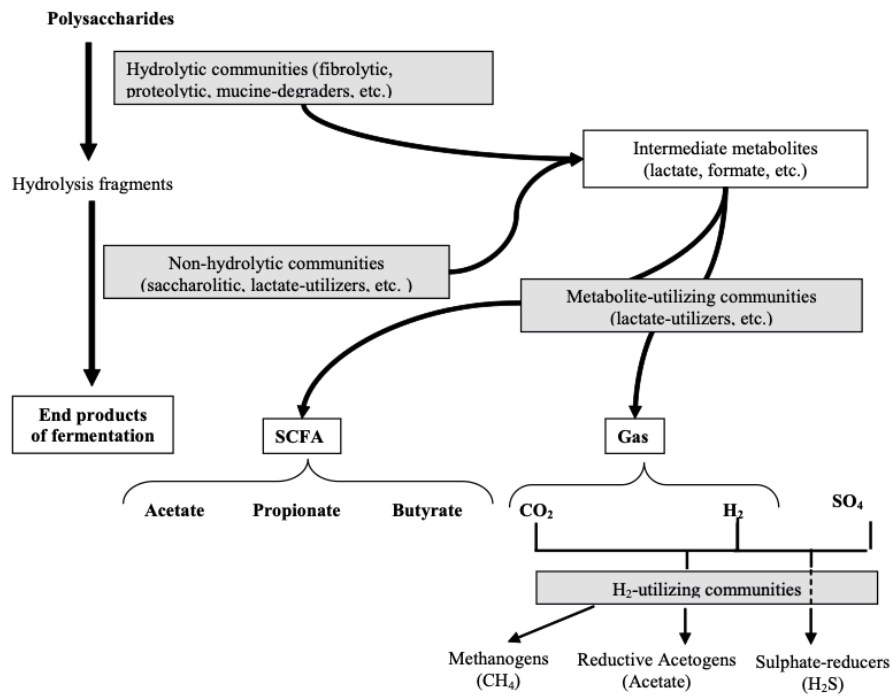 Polysaccharides
Hydrolytic communities (fibrolytic,
proteolytic, mucine-degraders, etc.)
Intermediate metabolites
(lactate, formate, etc.)
Hydrolysis fragments
Non-hydrolytic communities
(saccharolitic, lactate-utilizers, etc. )
Metabolite-utilizing communities
(lactate-utilizers, etc.)
End products
of fermentation
SCFA
Gas
Acetate Propionate Butyrate
CO₂ H₂ SO₄
H₂-utilizing communities
Methanogens
(CH₄)
Reductive Acetogens
(Acetate)
Sulphate-reducers
(H₂S)